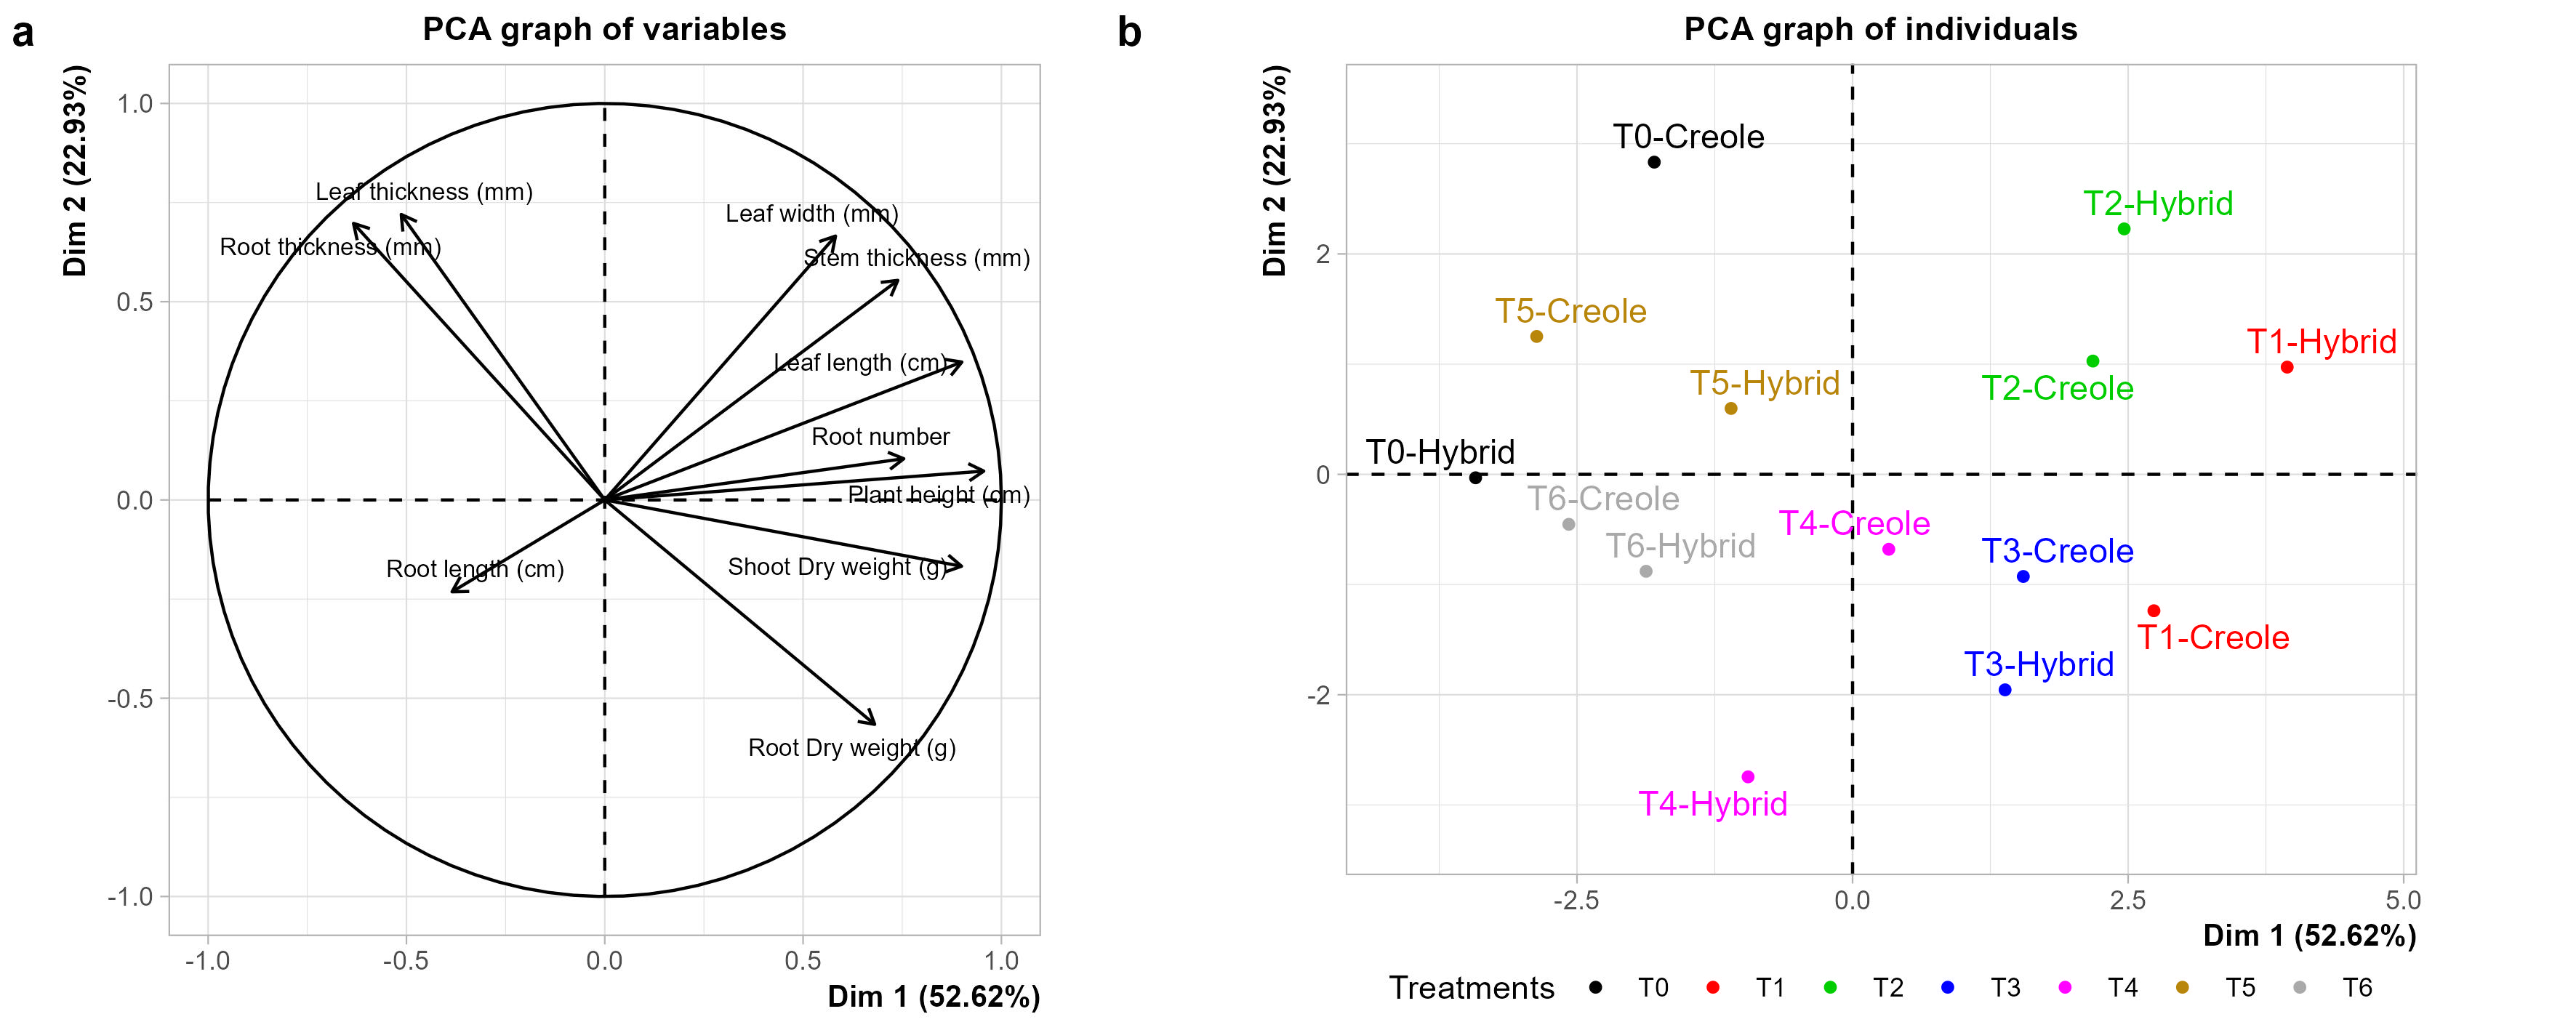 a
PCA graph of variables
Dim 2 (22.93%)
1.0
0.5
0.0
-0.5
-1.0
Leaf thickness (mm)
Root thickness (mm)
Leaf width (mm)
Stem thickness (mm)
Leaf length (cm)
Root number
Plant height (cm)
Root length (cm)
Shoot Dry weight (g)
Root Dry weight (g)
-1.0 -0.5 0.0 0.5 1.0
Dim 1 (52.62%)
b
PCA graph of individuals
Dim 2 (22.93%)
2
0
-2
T0-Creole
T2-Hybrid
T5-Creole
T1-Hybrid
T5-Hybrid
T2-Creole
T0-Hybrid
T6-Creole
T4-Creole
T6-Hybrid
T3-Creole
T1-Creole
T3-Hybrid
T4-Hybrid
-2.5 0.0 2.5 5.0
Dim 1 (52.62%)
Treatments T0 T1 T2 T3 T4 T5 T6